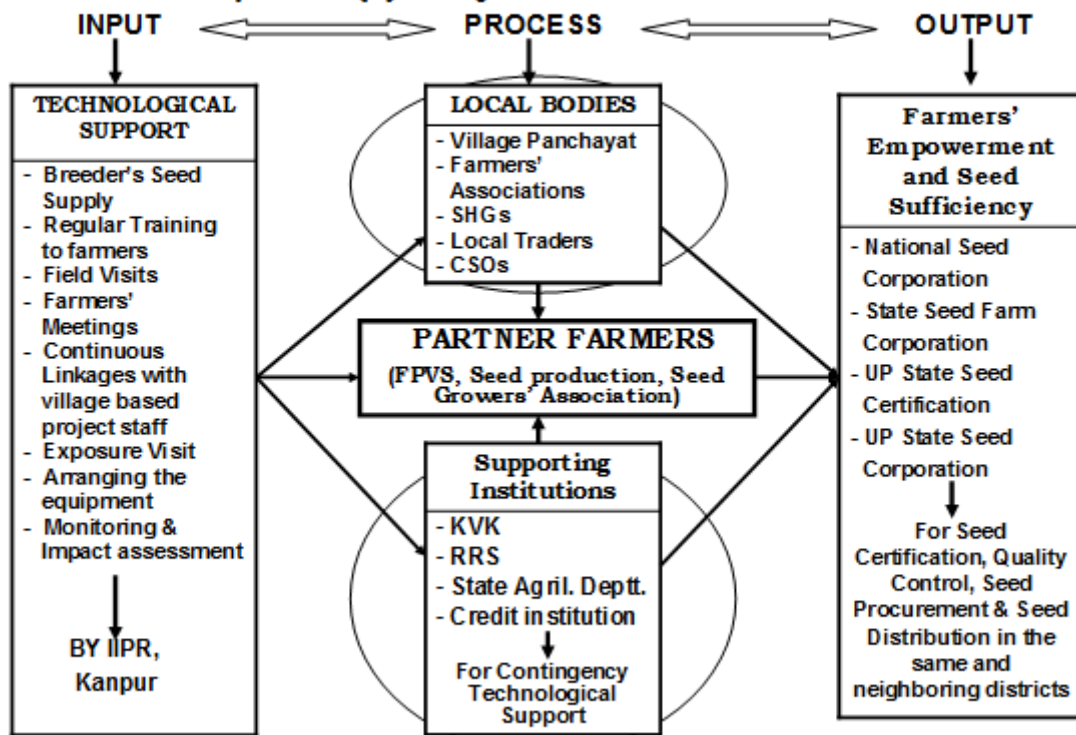 INPUT
PROCESS
OUTPUT
TECHNOLOGICAL
SUPPORT
- Breeder's Seed
Supply
- Regular Training
to farmers
- Field Visits
- Farmers'
Meetings
- Continuous
Linkages with
village based
project staff
- Exposure Visit
- Arranging the
equipment
- Monitoring &
Impact assessment
BY IIPR,
Kanpur
LOCAL BODIES
- Village Panchayat
- Farmers'
Associations
- SHGs
- Local Traders
- CSOs
PARTNER FARMERS
(FPVS, Seed production, Seed
Growers' Association)
Supporting
Institutions
- KVK
- RRS
- State Agril. Deptt.
- Credit institution
For Contingency
Technological
Support
Farmers'
Empowerment
and Seed
Sufficiency
- National Seed
Corporation
- State Seed Farm
Corporation
- UP State Seed
Certification
- UP State Seed
Corporation
For Seed
Certification, Quality
Control, Seed
Procurement & Seed
Distribution in the
same and
neighboring districts